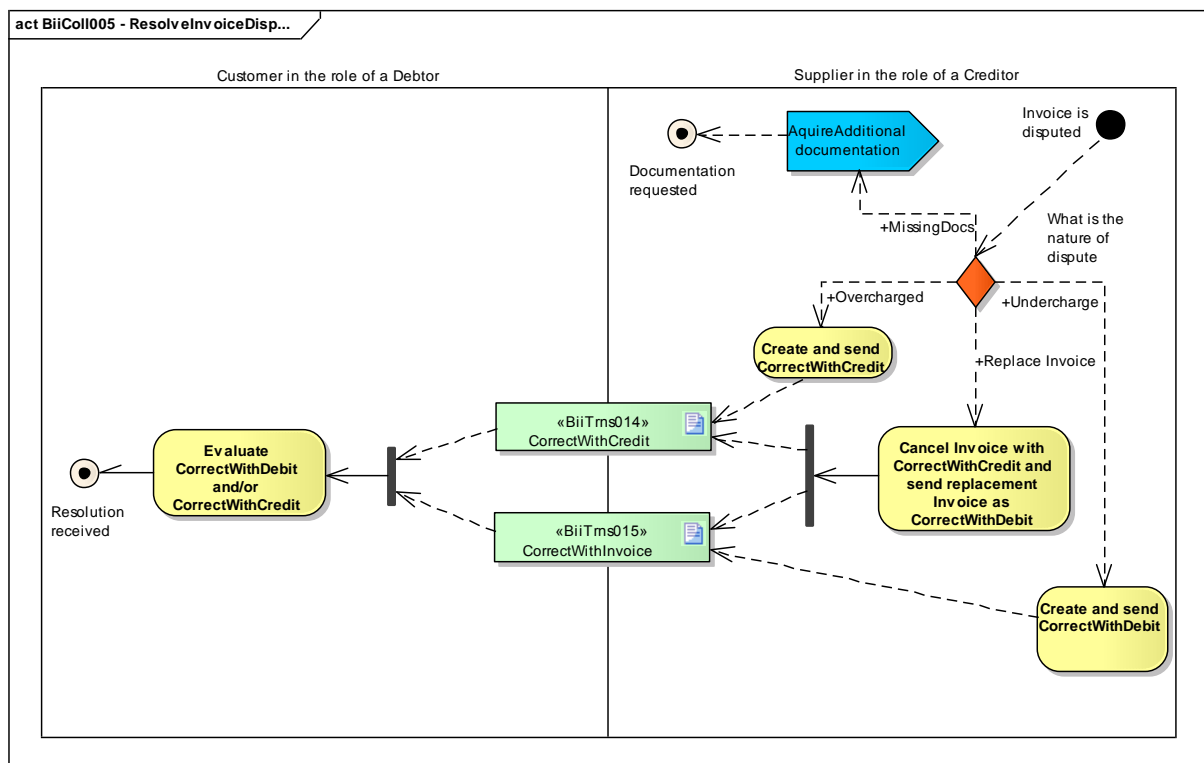 act BiiColl005 - ResolveInvoiceDisp...
Customer in the role of a Debtor
Supplier in the role of a Creditor
Invoice is
disputed
AquireAdditional
documentation
Documentation
requested
+MissingDocs
What is the
nature of
dispute
+Overcharged
+Undercharge
Create and send
CorrectWithCredit
+Replace Invoice
«BiiTrns014»
CorrectWithCredit
Evaluate
CorrectWithDebit
and/or
CorrectWithCredit
Cancel Invoice with
CorrectWithCredit and
send replacement
Invoice as
CorrectWithDebit
Resolution
received
«BiiTrns015»
CorrectWithInvoice
Create and send
CorrectWithDebit